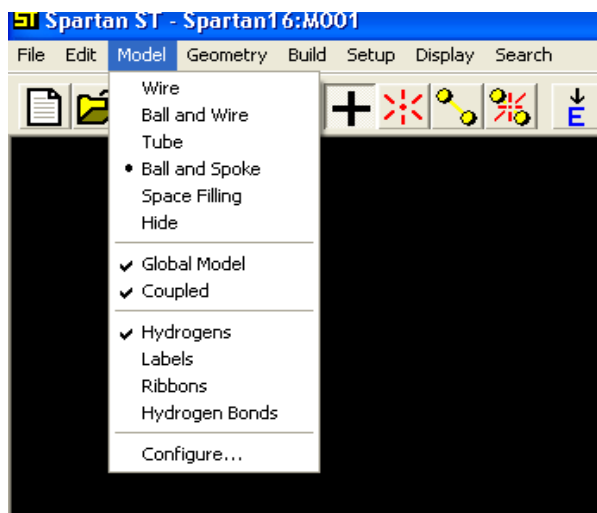 ST Spartan ST - Spartan16:M001
File Edit Model Geometry Build Setup Display Search
Wire
Ball and Wire
Tube
Ball and Spoke
Space Filling
Hide
Global Model
Coupled
Hydrogens
Labels
Ribbons
Hydrogen Bonds
Configure...
E